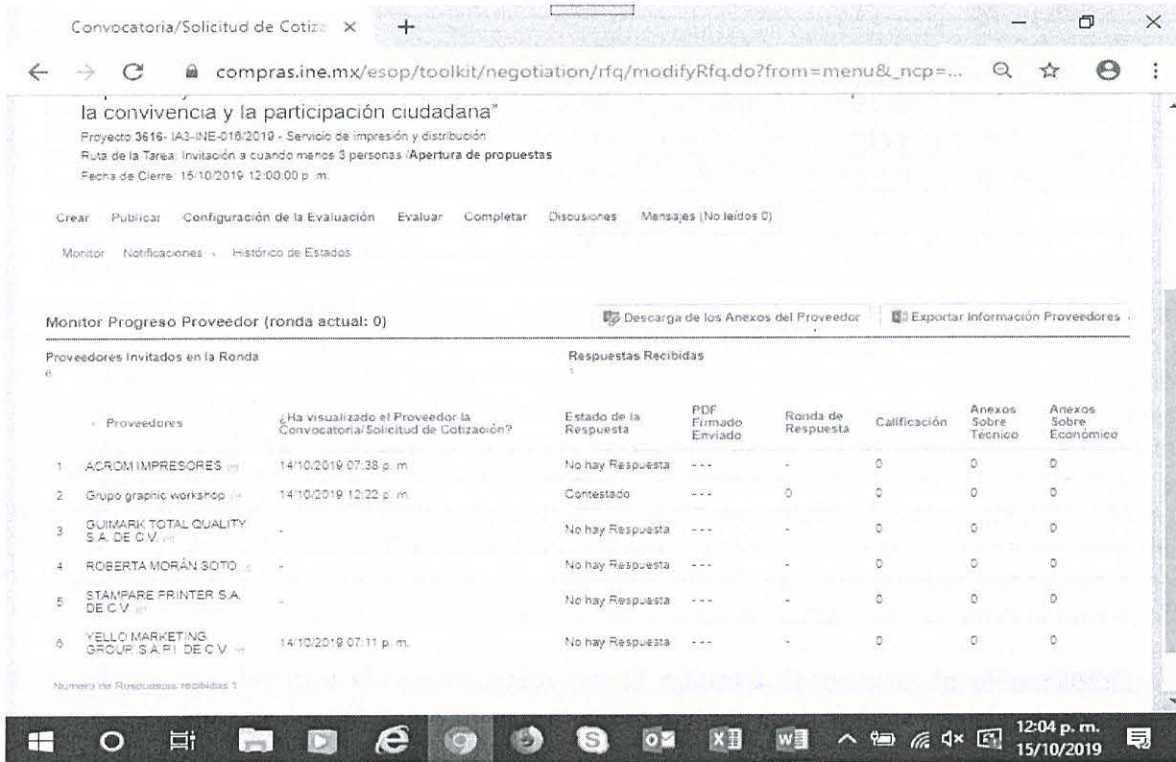 Convocatoria/Solicitud de Cotiza
compras.ine.mx/esop/toolkit/negotiation/rfq/modifyRfq.do?from=menu&_ncp=...
la convivencia y la participación ciudadana"
Proyecto 3616- IA3-INE-016/2019 - Servicio de impresión y distribución
Ruta de la Tarea: Invitación a cuando menos 3 personas /Apertura de propuestas
Fecha de Cierre: 15/10/2019 12:00:00 p. m.
Crear Publicar Configuración de la Evaluación Evaluar Completar Discusiones Mensajes (No leídos 0)
Monitor Notificaciones Histórico de Estados
Monitor Progreso Proveedor (ronda actual: 0) Descarga de los Anexos del Proveedor Exportar Información Proveedores
Proveedores Invitados en la Ronda Respuestas Recibidas
6 1
Proveedores ¿Ha visualizado el Proveedor la Convocatoria/Solicitud de Cotización? Estado de la Respuesta PDF Firmado Enviado Ronda de Respuesta Calificación Anexos Sobre Técnico Anexos Sobre Económico
1 ACROM IMPRESORES 14/10/2019 07:38 p. m. No hay Respuesta --- - 0 0 0
2 Grupo graphic workshop 14/10/2019 12:22 p. m. Contestado --- 0 0 0 0
3 GUIMARK TOTAL QUALITY S.A. DE C.V. - No hay Respuesta --- - 0 0 0
4 ROBERTA MORÁN SOTO - No hay Respuesta --- - 0 0 0
5 STAMPARE PRINTER S.A. DE C.V. - No hay Respuesta --- - 0 0 0
6 YELLO MARKETING GROUP S.A.P.I. DE C.V. 14/10/2019 07:11 p. m. No hay Respuesta --- - 0 0 0
Numero de Respuestas recibidas 1
12:04 p. m.
15/10/2019